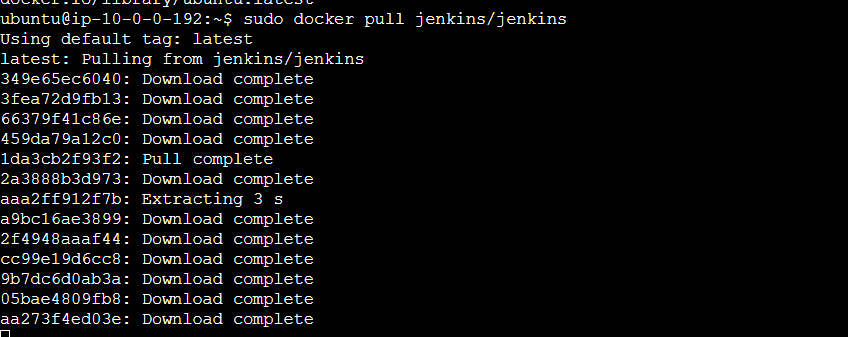 docker.io/library/ubuntu:latest
ubuntu@ip-10-0-0-192:~$ sudo docker pull jenkins/jenkins
Using default tag: latest
latest: Pulling from jenkins/jenkins
349e65ec6040: Download complete
3fea72d9fb13: Download complete
66379f41c86e: Download complete
459da79a12c0: Download complete
1da3cb2f93f2: Pull complete
2a3888b3d973: Download complete
aaa2ff912f7b: Extracting 3 s
a9bc16ae3899: Download complete
2f4948aaaf44: Download complete
cc99e19d6cc8: Download complete
9b7dc6d0ab3a: Download complete
05bae4809fb8: Download complete
aa273f4ed03e: Download complete